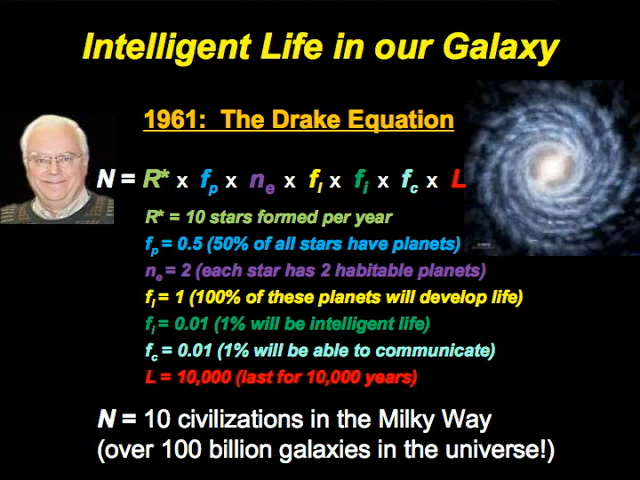 Intelligent Life in our Galaxy
1961: The Drake Equation
N = R* x fp x ne x fl x fi x fc x L
R* = 10 stars formed per year
fp = 0.5 (50% of all stars have planets)
ne = 2 (each star has 2 habitable planets)
fl = 1 (100% of these planets will develop life)
fi = 0.01 (1% will be intelligent life)
fc = 0.01 (1% will be able to communicate)
L = 10,000 (last for 10,000 years)
N = 10 civilizations in the Milky Way
(over 100 billion galaxies in the universe!)